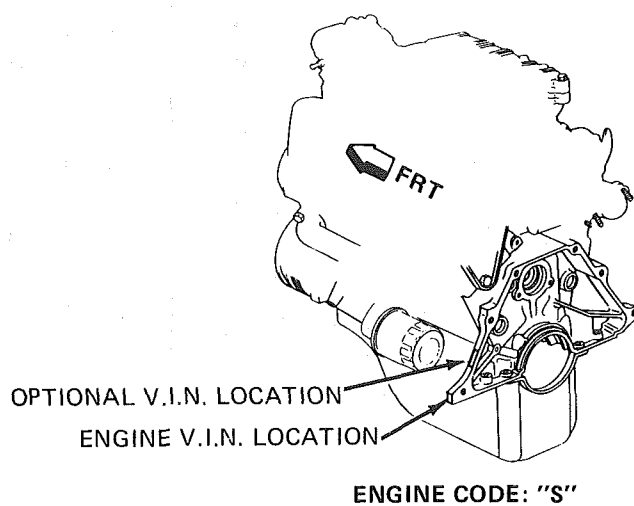 FRT
OPTIONAL V.I.N. LOCATION
ENGINE V.I.N. LOCATION
ENGINE CODE: "S"